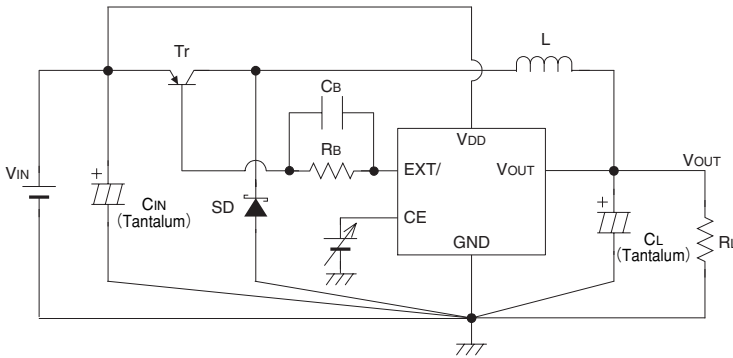 L
Tr
CB
VDD
RB
VIN
+
EXT/
VOUT
VOUT
+
CIN
(Tantalum)
SD
CE
GND
CL
(Tantalum)
RL